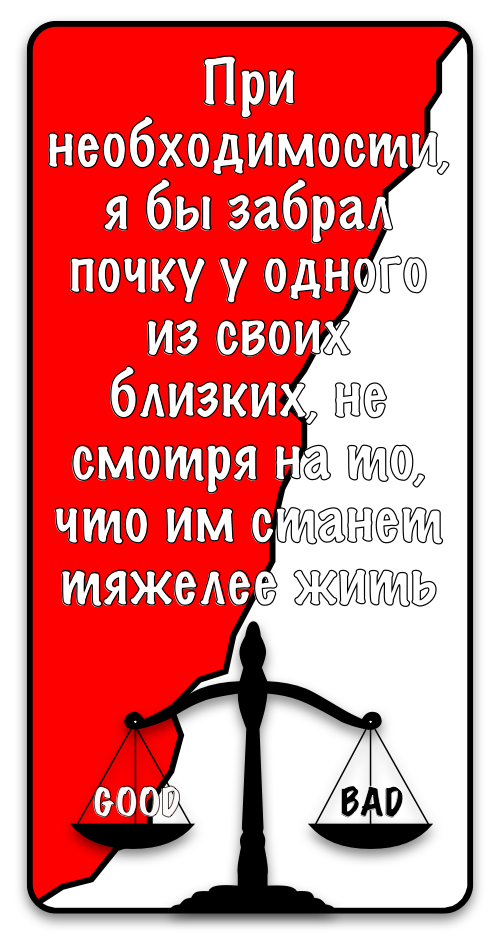 При
необходимости,
я бы забрал
почку у одного
из своих
близких, не
смотря на то,
что им станет
тяжелее жить
GOOD
BAD